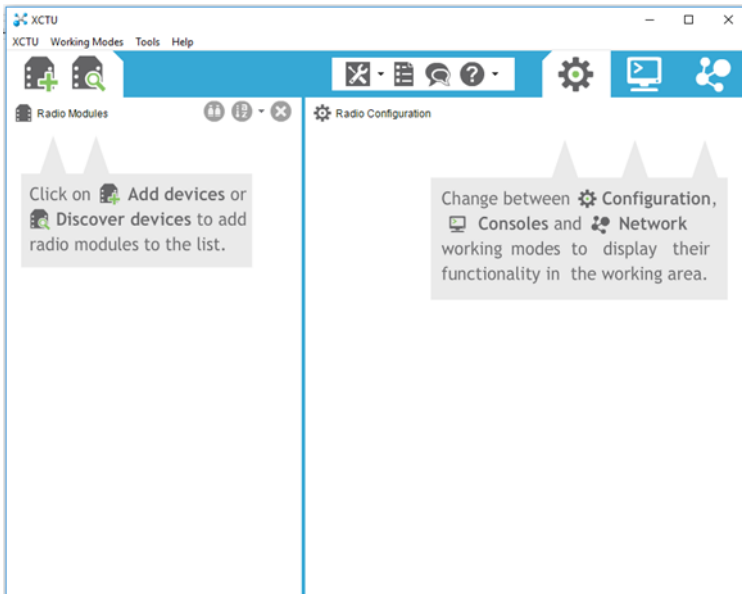 XCTU
XCTU Working Modes Tools Help
Radio Modules
Radio Configuration
Click on Add devices or
Discover devices to add
radio modules to the list.
Change between Configuration,
Consoles and Network
working modes to display their
functionality in the working area.